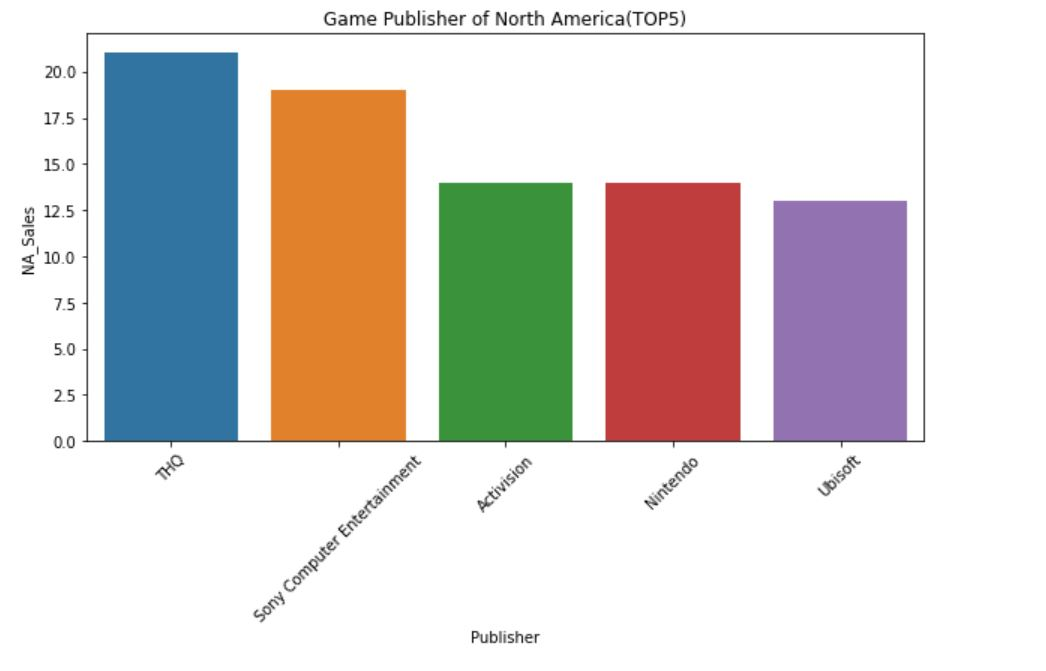 Game Publisher of North America(TOP5)
NA_Sales
20.0
17.5
15.0
12.5
10.0
7.5
5.0
2.5
0.0
THQ
Sony Computer Entertainment
Activision
Nintendo
Ubisoft
Publisher